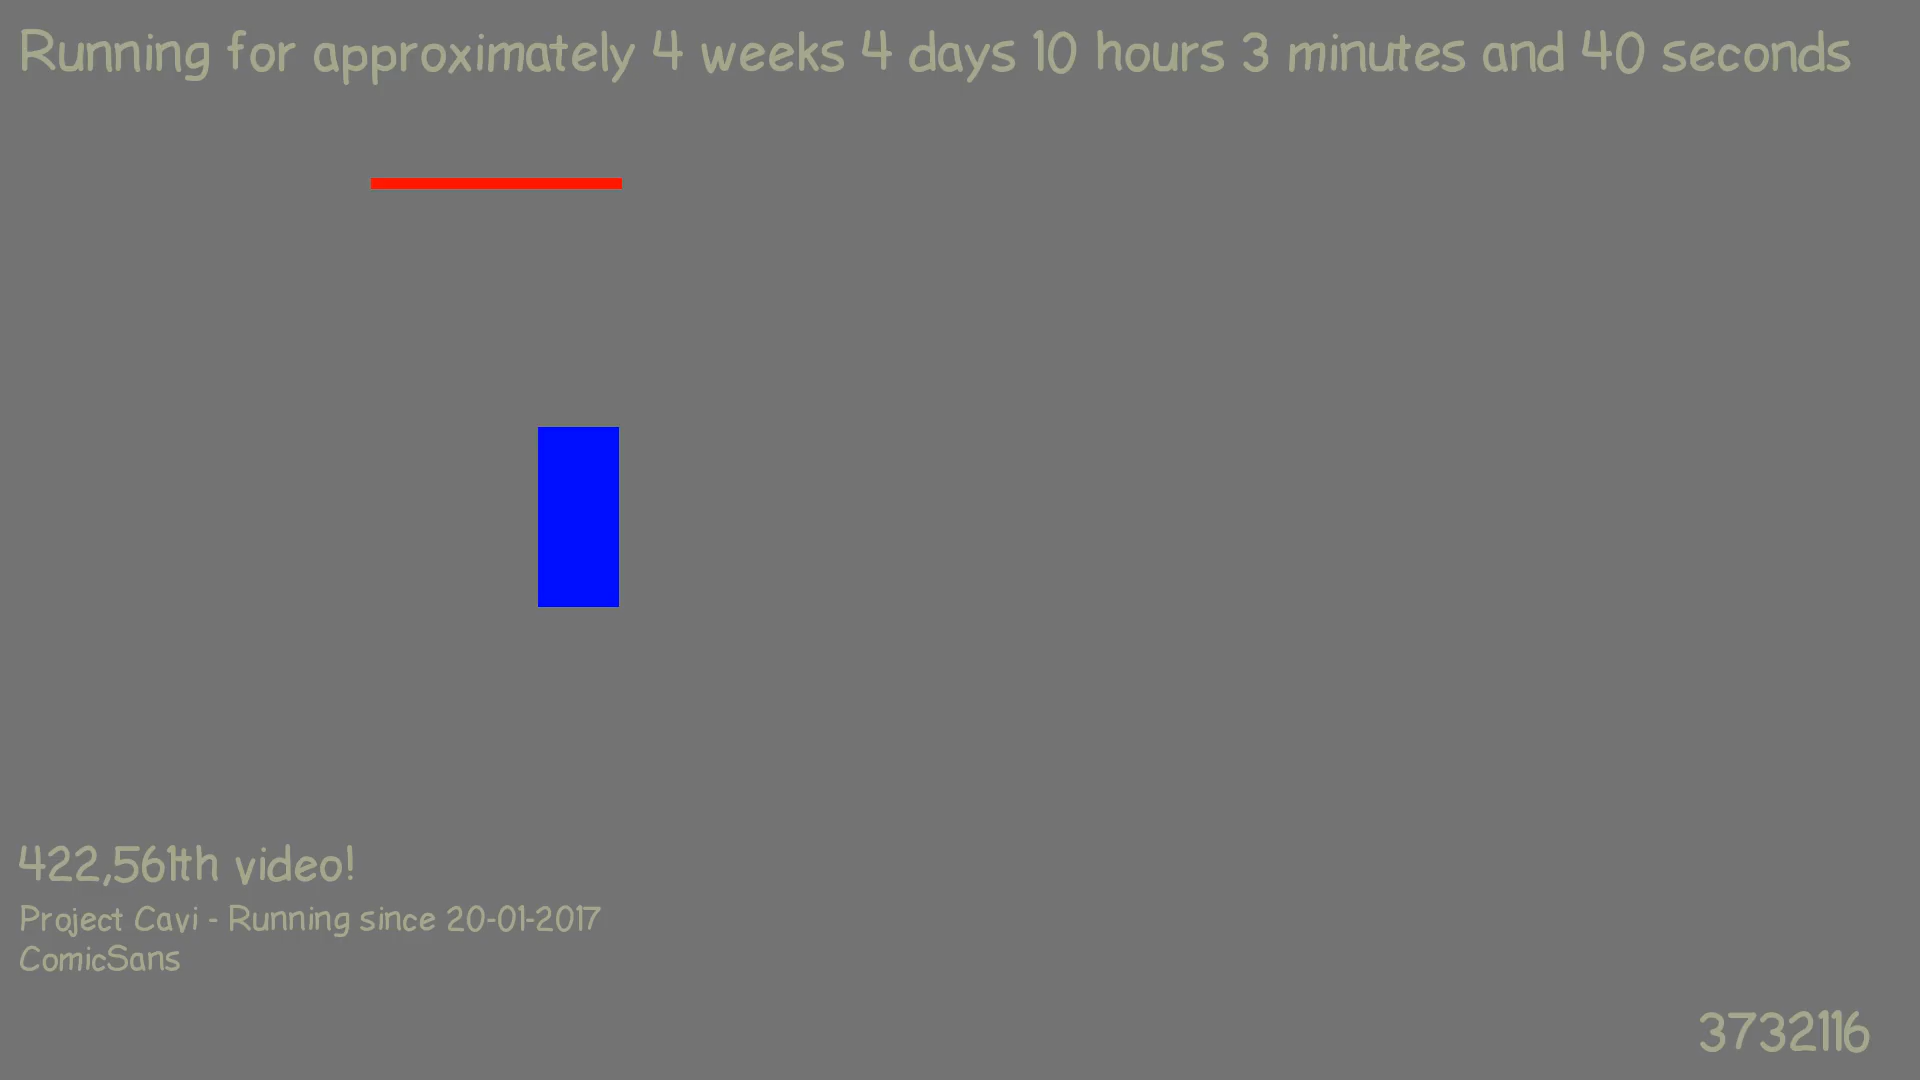 Running for approximately 4 weeks 4 days 10 hours 3 minutes and 40 seconds
422,561th video!
Project Cavi - Running since 20-01-2017
ComicSans
3732116